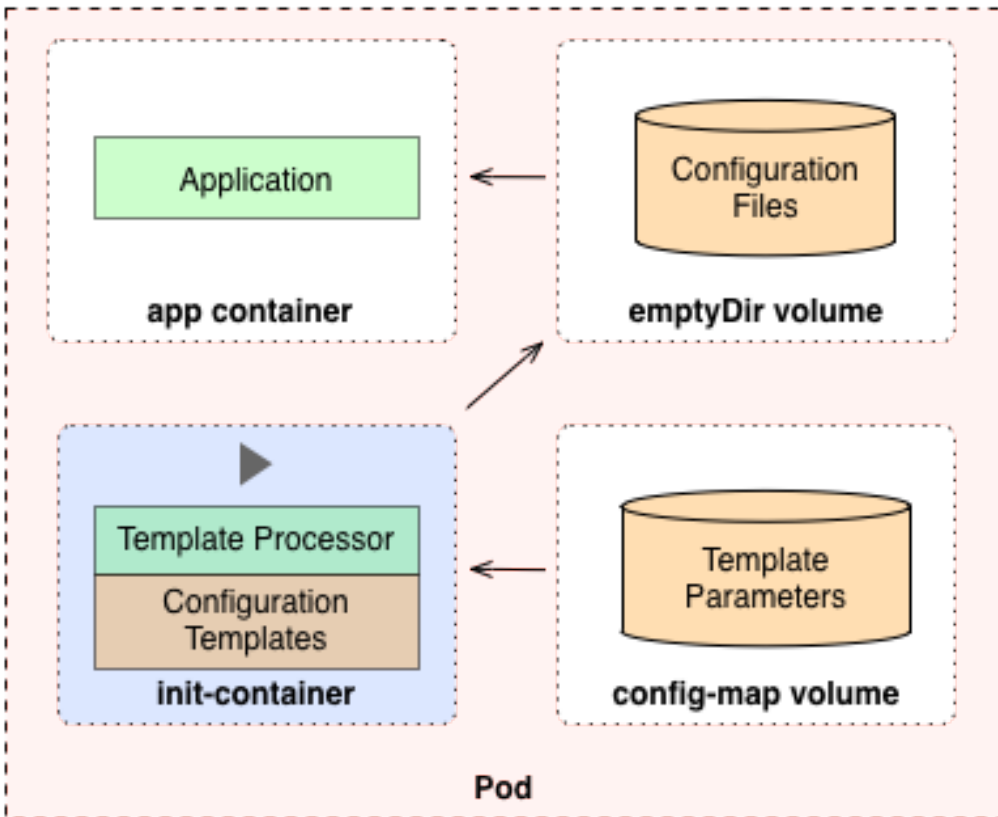 Application
app container
Configuration
Files
emptyDir volume
Template Processor
Configuration
Templates
init-container
Template
Parameters
config-map volume
Pod